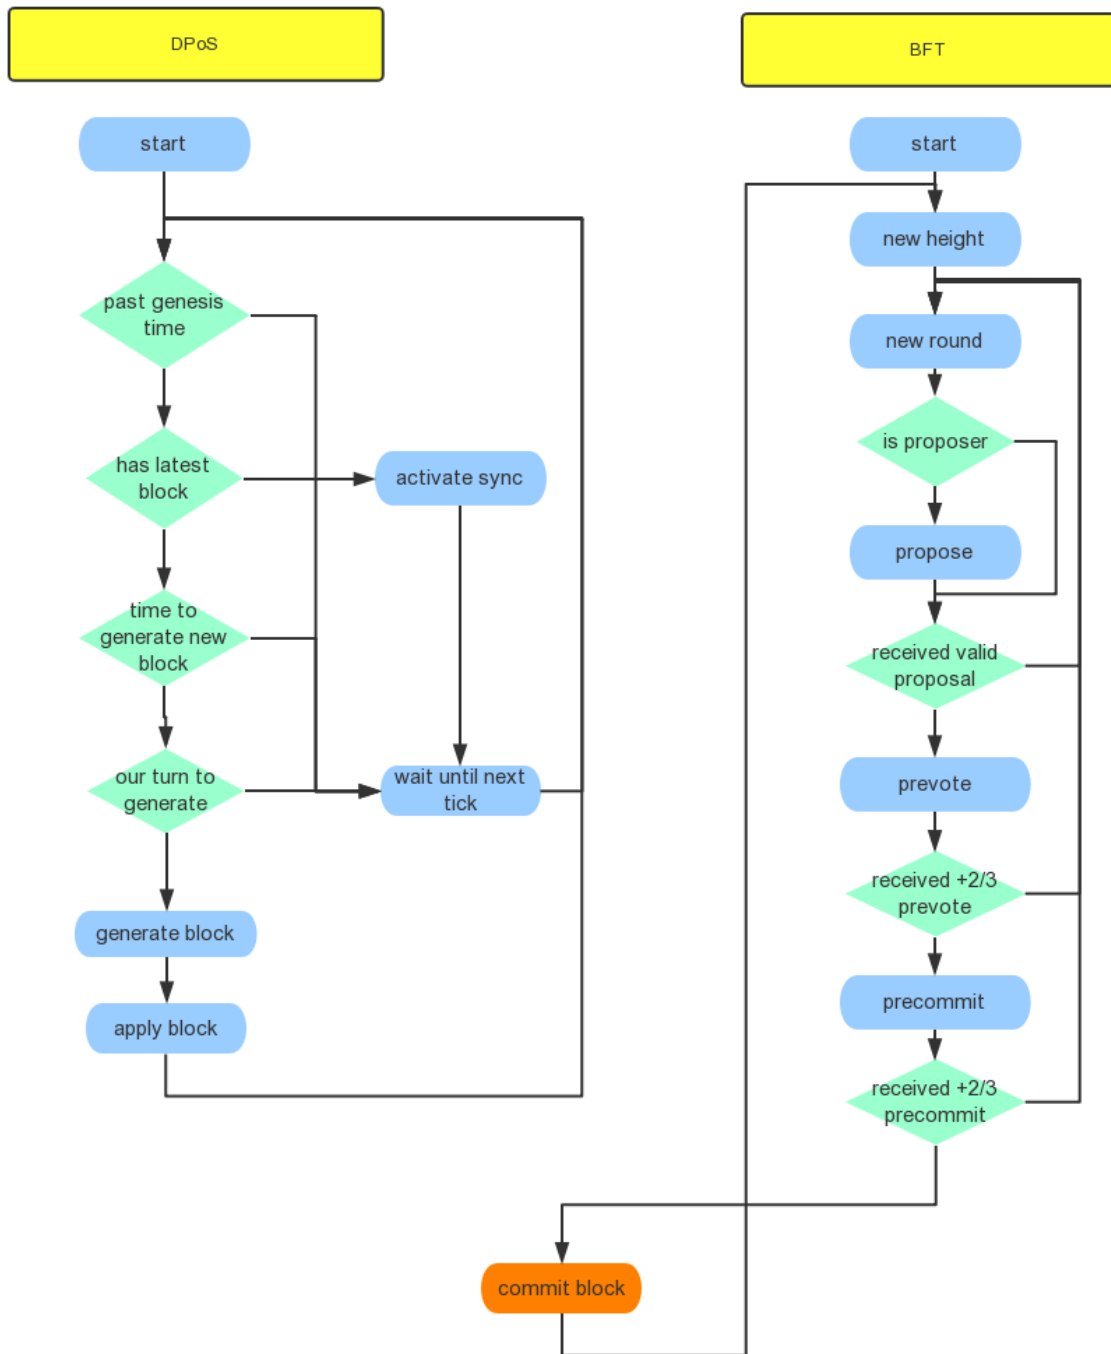 DPoS
start
past genesis
time
has latest
block
activate sync
time to
generate new
block
our turn to
generate
wait until next
tick
generate block
apply block
BFT
start
new height
new round
is proposer
propose
received valid
proposal
prevote
received +2/3
prevote
precommit
received +2/3
precommit
commit block